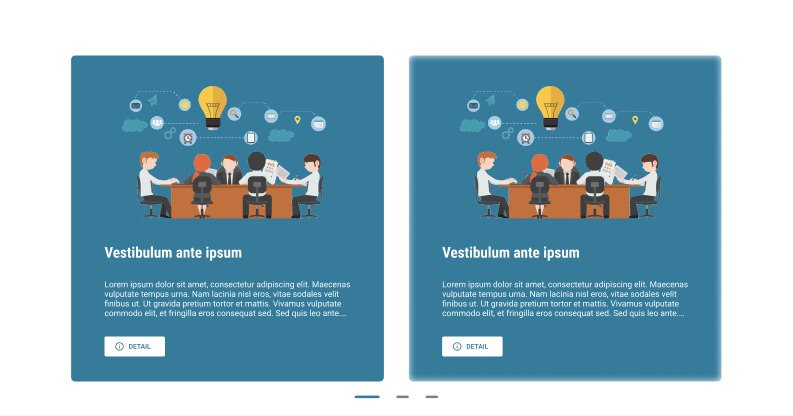 Vestibulum ante ipsum
Lorem ipsum dolor sit amet, consectetur adipiscing elit. Maecenas
vulputate tempus urna. Nam lacinia nisl eros, vitae sodales velit
finibus ut. Ut gravida pretium tortor et mattis. Vivamus vulputate
commodo elit, et fringilla eros consequat sed. Sed quis leo ante...
DETAIL
Vestibulum ante ipsum
Lorem ipsum dolor sit amet, consectetur adipiscing elit. Maecenas
vulputate tempus urna. Nam lacinia nisl eros, vitae sodales velit
finibus ut. Ut gravida pretium tortor et mattis. Vivamus vulputate
commodo elit, et fringilla eros consequat sed. Sed quis leo ante...
DETAIL